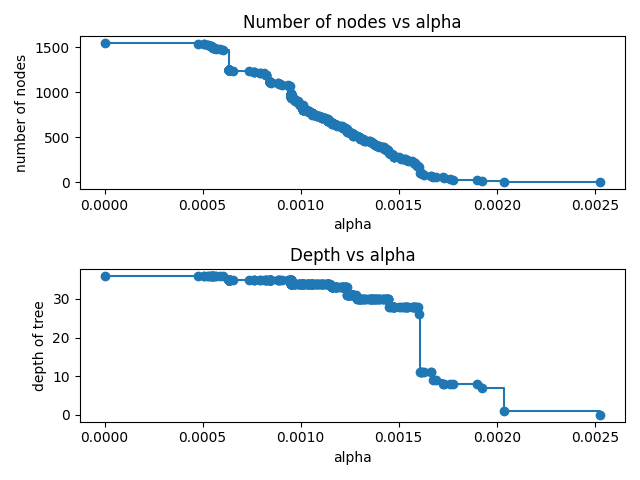 Number of nodes vs alpha
number of nodes
1500
1000
500
0
0.0000 0.0005 0.0010 0.0015 0.0020 0.0025
alpha
Depth vs alpha
depth of tree
30
20
10
0
0.0000 0.0005 0.0010 0.0015 0.0020 0.0025
alpha